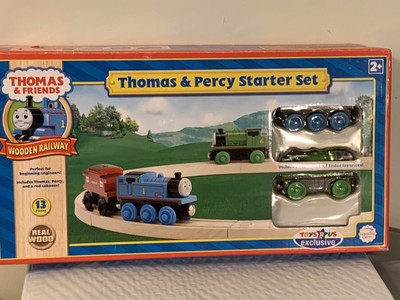 THOMAS
& FRIENDS
WOODEN RAILWAY
Thomas & Percy Starter Set
2+
Perfect for
beginning engineers!
Includes Thomas, Percy,
and a red caboose!
13
REAL
WOOD
TOYS R US
exclusive